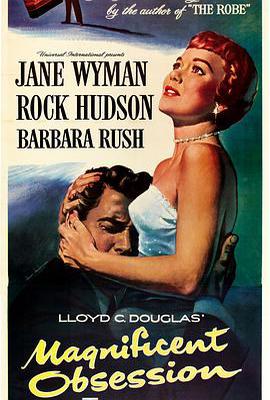 by the author of "THE ROBE"
Universal International presents
JANE WYMAN
ROCK HUDSON
BARBARA RUSH
LLOYD C. DOUGLAS'
Magnificent
Obsession